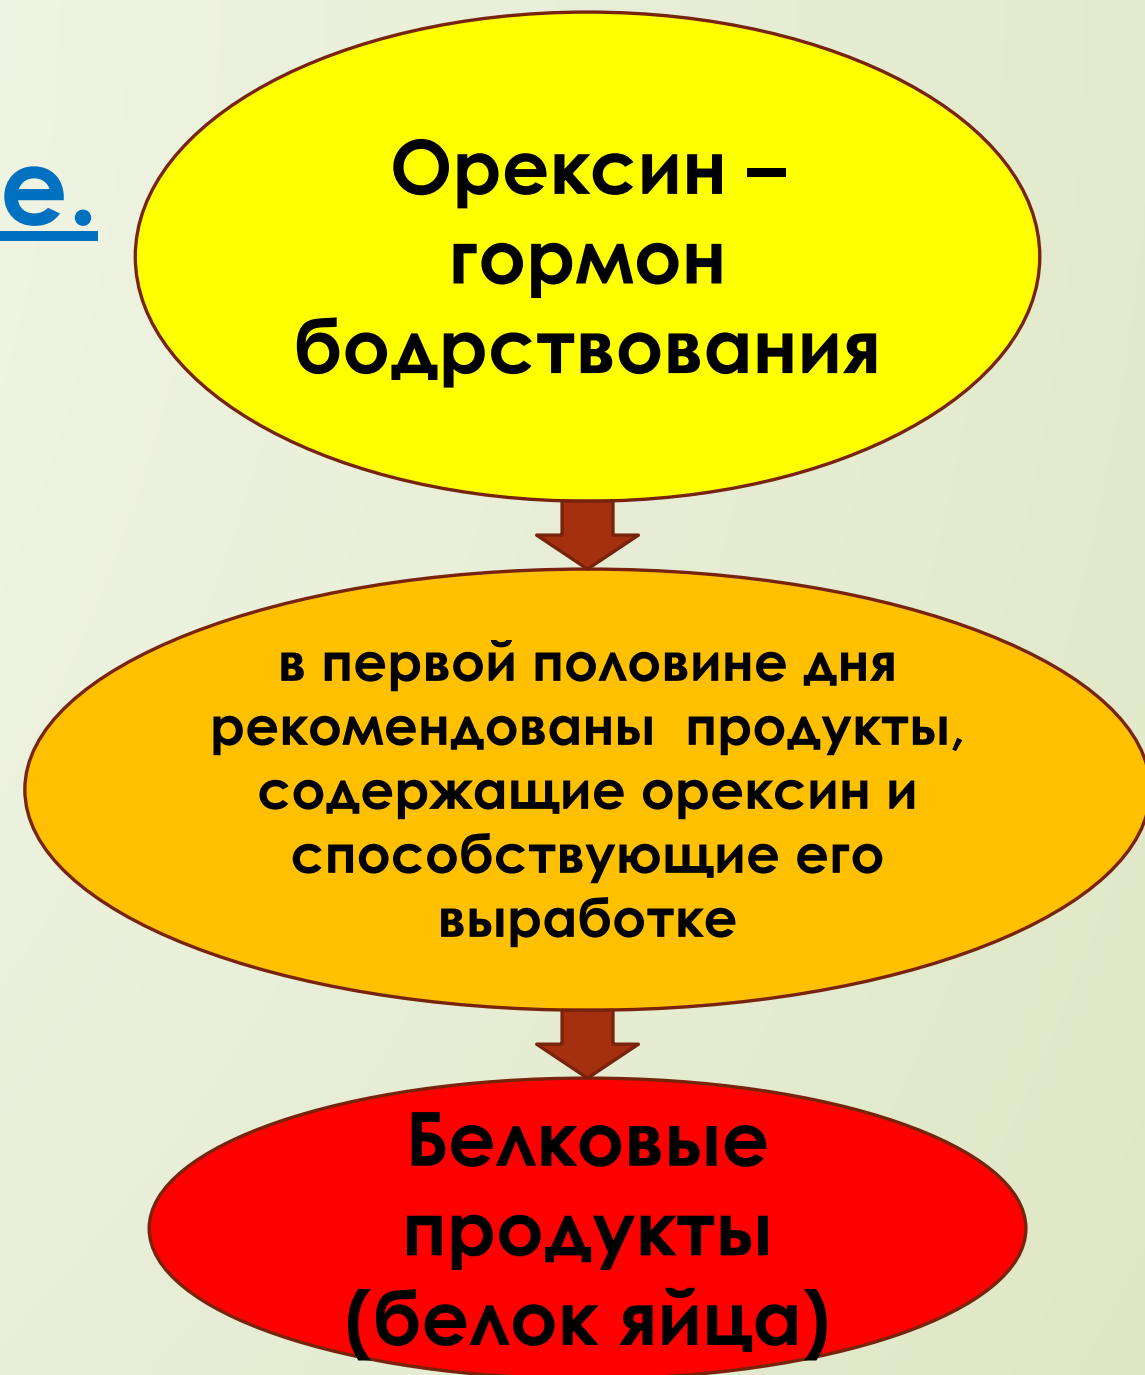 е.
Орексин –
гормон
бодрствования
в первой половине дня
рекомендованы продукты,
содержащие орексин и
способствующие его
выработке
Белковые
продукты
(белок яйца)